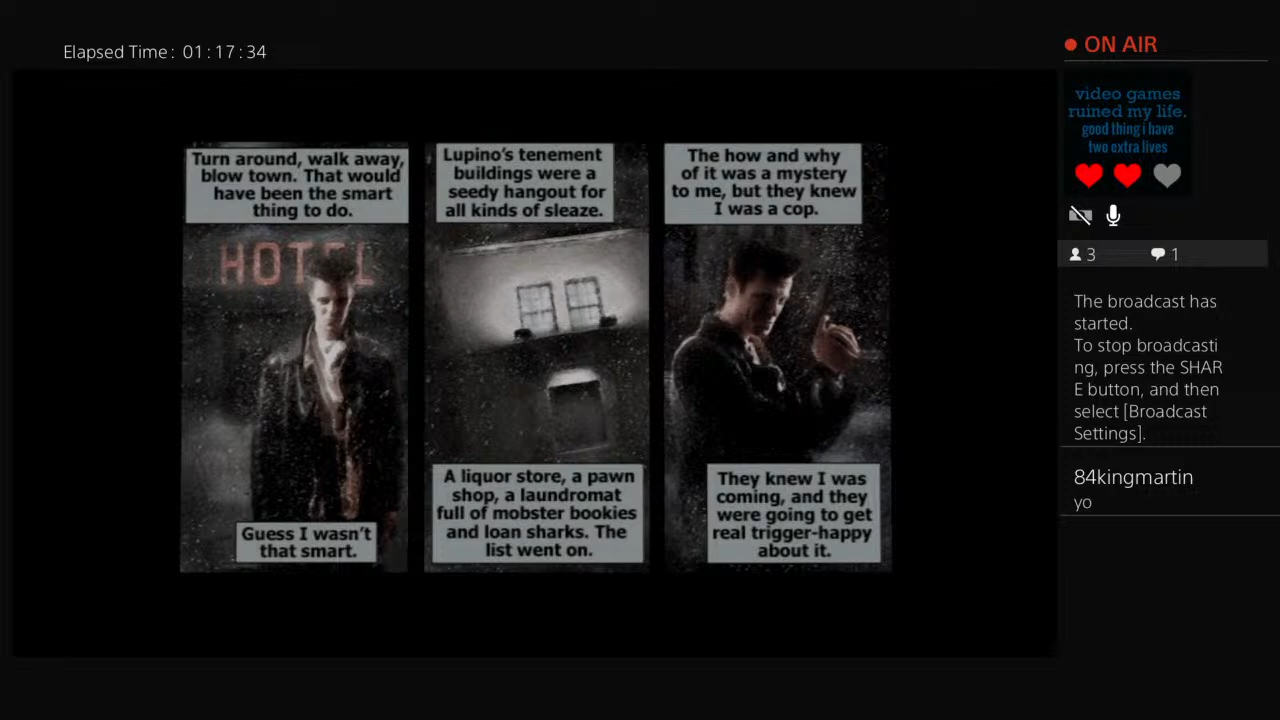 Elapsed Time: 01:17:34
ON AIR
video games
ruined my life.
good thing i have
two extra lives
3
1
The broadcast has
started.
To stop broadcasti
ng, press the SHAR
E button, and then
select [Broadcast
Settings].
84kingmartin
yo
Turn around, walk away,
blow town. That would
have been the smart
thing to do.
HOTEL
Guess I wasn't
that smart.
Lupino's tenement
buildings were a
seedy hangout for
all kinds of sleaze.
A liquor store, a pawn
shop, a laundromat
full of mobster bookies
and loan sharks. The
list went on.
The how and why
of it was a mystery
to me, but they knew
I was a cop.
They knew I was
coming, and they
were going to get
real trigger-happy
about it.